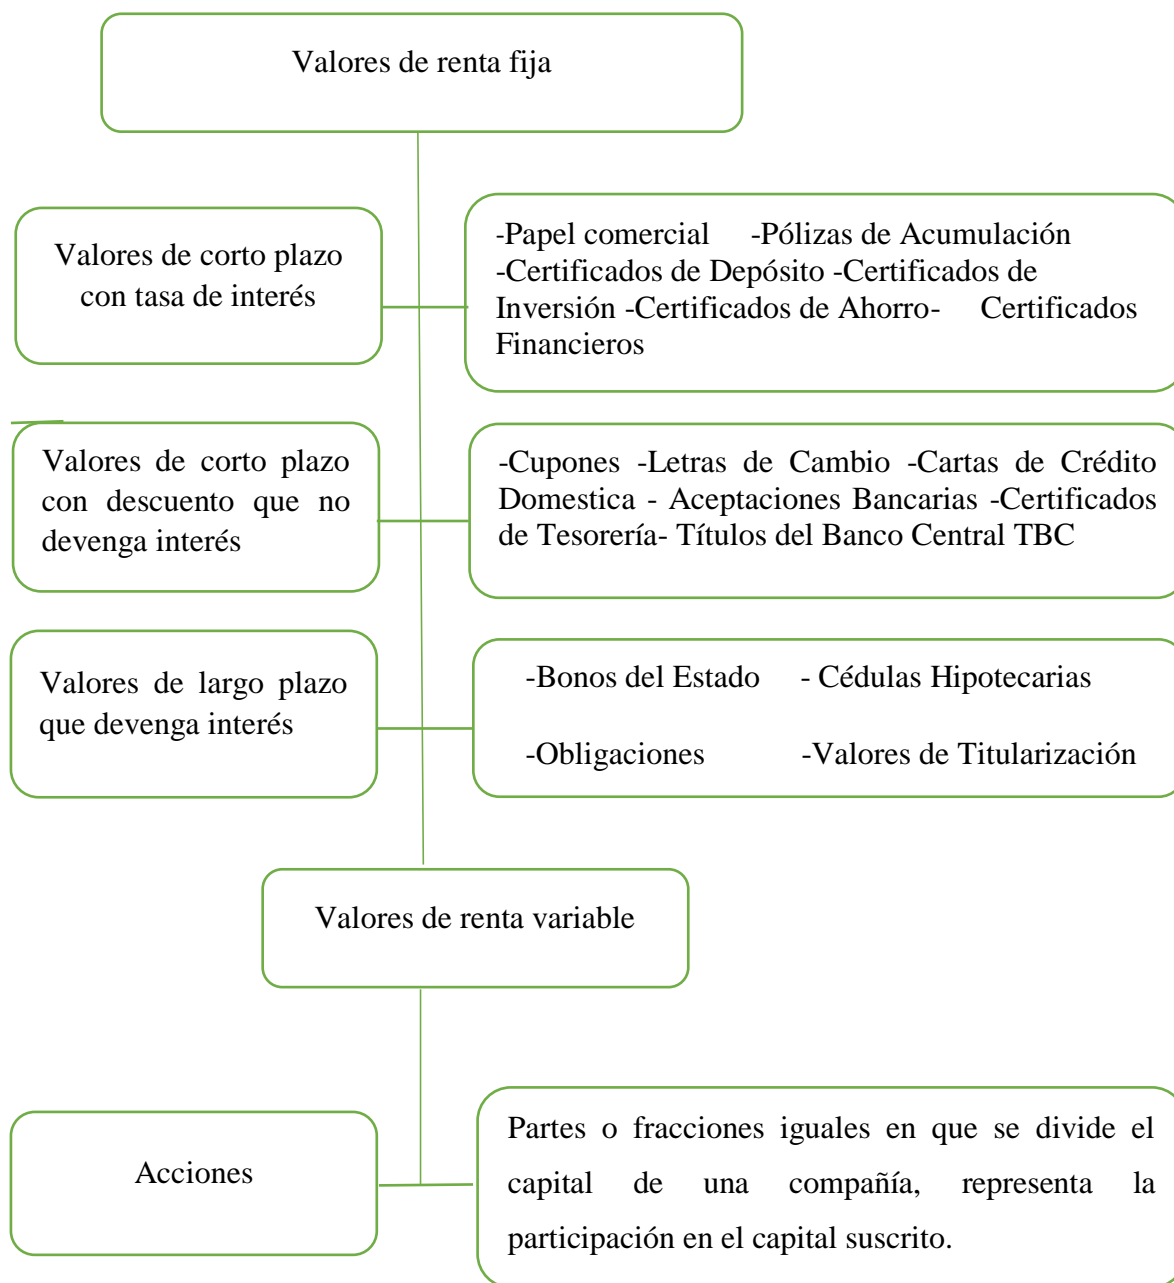 Valores de renta fija
Valores de corto plazo
con tasa de interés
-Papel comercial -Pólizas de Acumulación
-Certificados de Depósito -Certificados de
Inversión -Certificados de Ahorro- Certificados
Financieros
Valores de corto plazo
con descuento que no
devenga interés
-Cupones -Letras de Cambio -Cartas de Crédito
Domestica - Aceptaciones Bancarias -Certificados
de Tesorería- Títulos del Banco Central TBC
Valores de largo plazo
que devenga interés
-Bonos del Estado - Cédulas Hipotecarias
-Obligaciones -Valores de Titularización
Valores de renta variable
Acciones
Partes o fracciones iguales en que se divide el
capital de una compañía, representa la
participación en el capital suscrito.